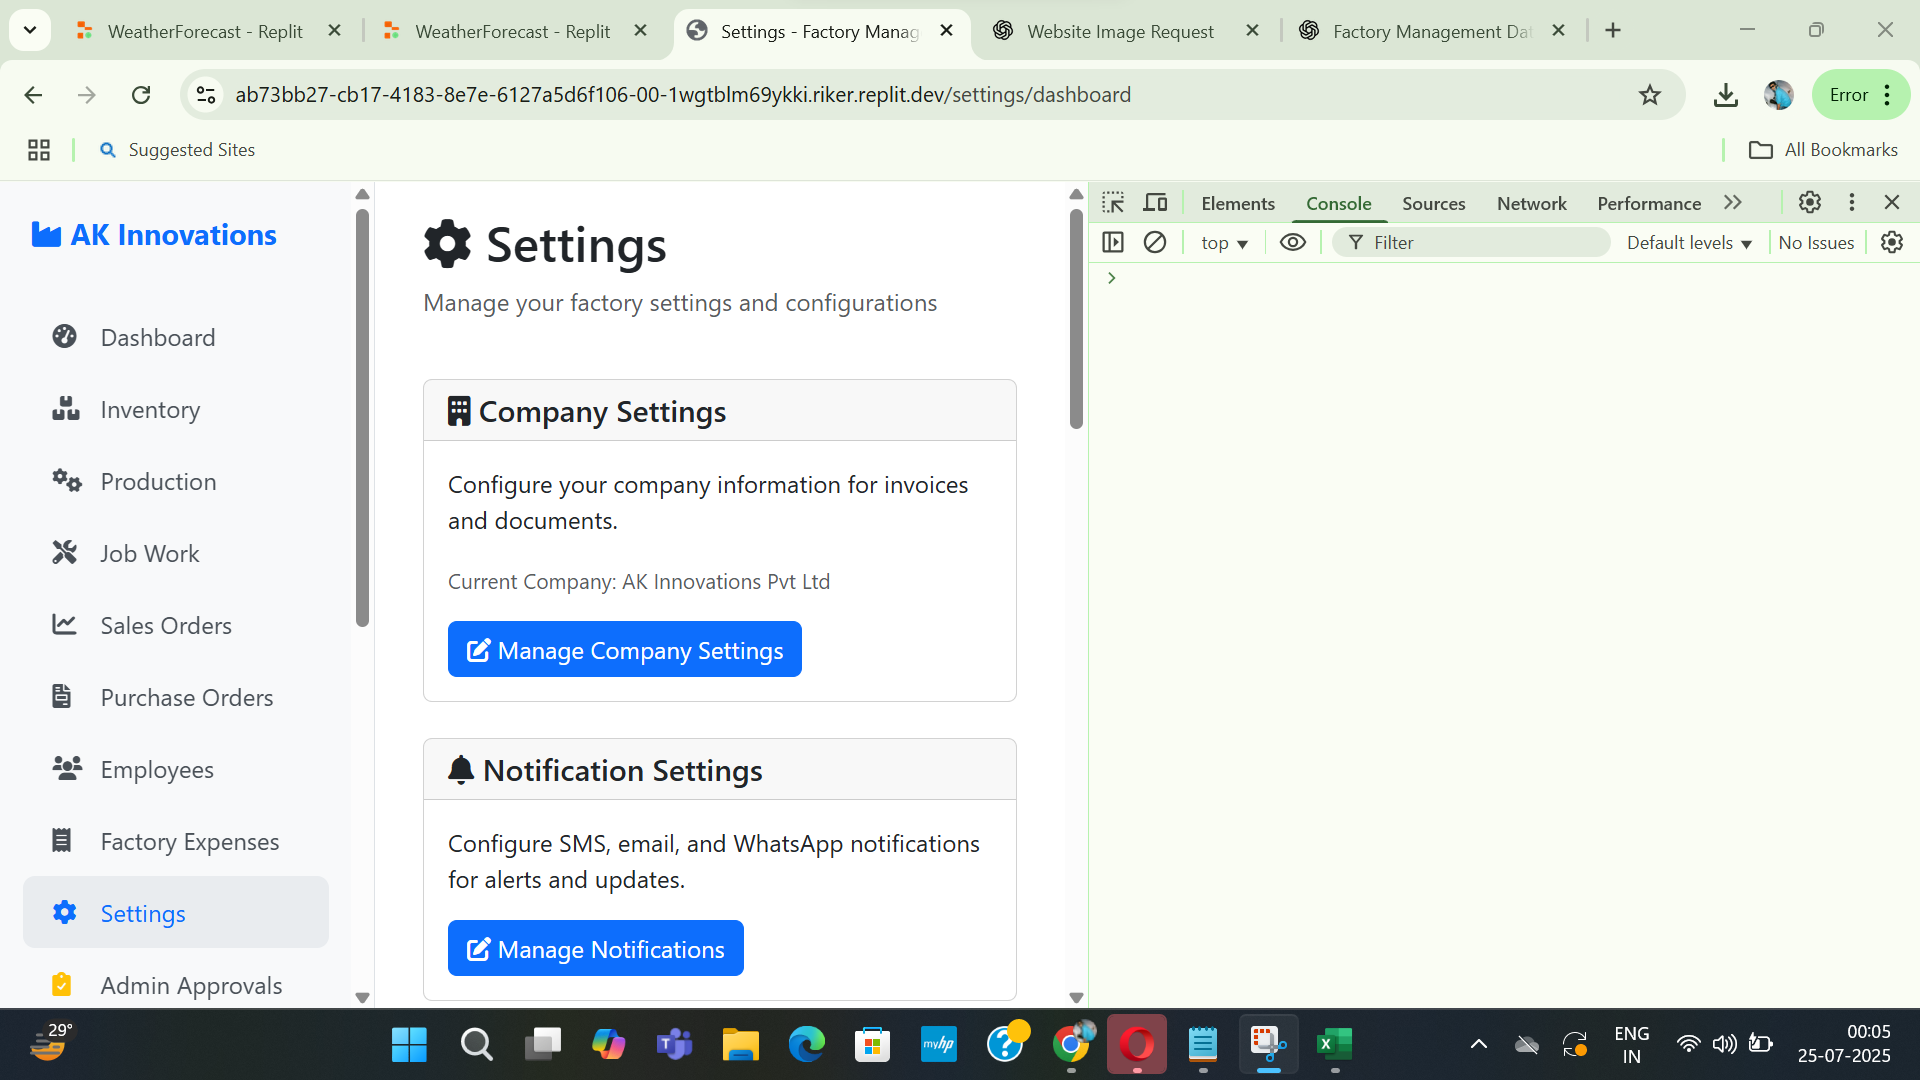 WeatherForecast - Replit
WeatherForecast - Replit
Settings - Factory Manag
Website Image Request
Factory Management Dat
ab73bb27-cb17-4183-8e7e-6127a5d6f106-00-1wgtblm69ykki.riker.replit.dev/settings/dashboard
Error
Suggested Sites
All Bookmarks
AK Innovations
Dashboard
Inventory
Production
Job Work
Sales Orders
Purchase Orders
Employees
Factory Expenses
Settings
Admin Approvals
Settings
Manage your factory settings and configurations
Company Settings
Configure your company information for invoices
and documents.
Current Company: AK Innovations Pvt Ltd
Manage Company Settings
Notification Settings
Configure SMS, email, and WhatsApp notifications
for alerts and updates.
Manage Notifications
Elements Console Sources Network Performance
top Filter Default levels No Issues
29°
myhp
ENG
IN
00:05
25-07-2025